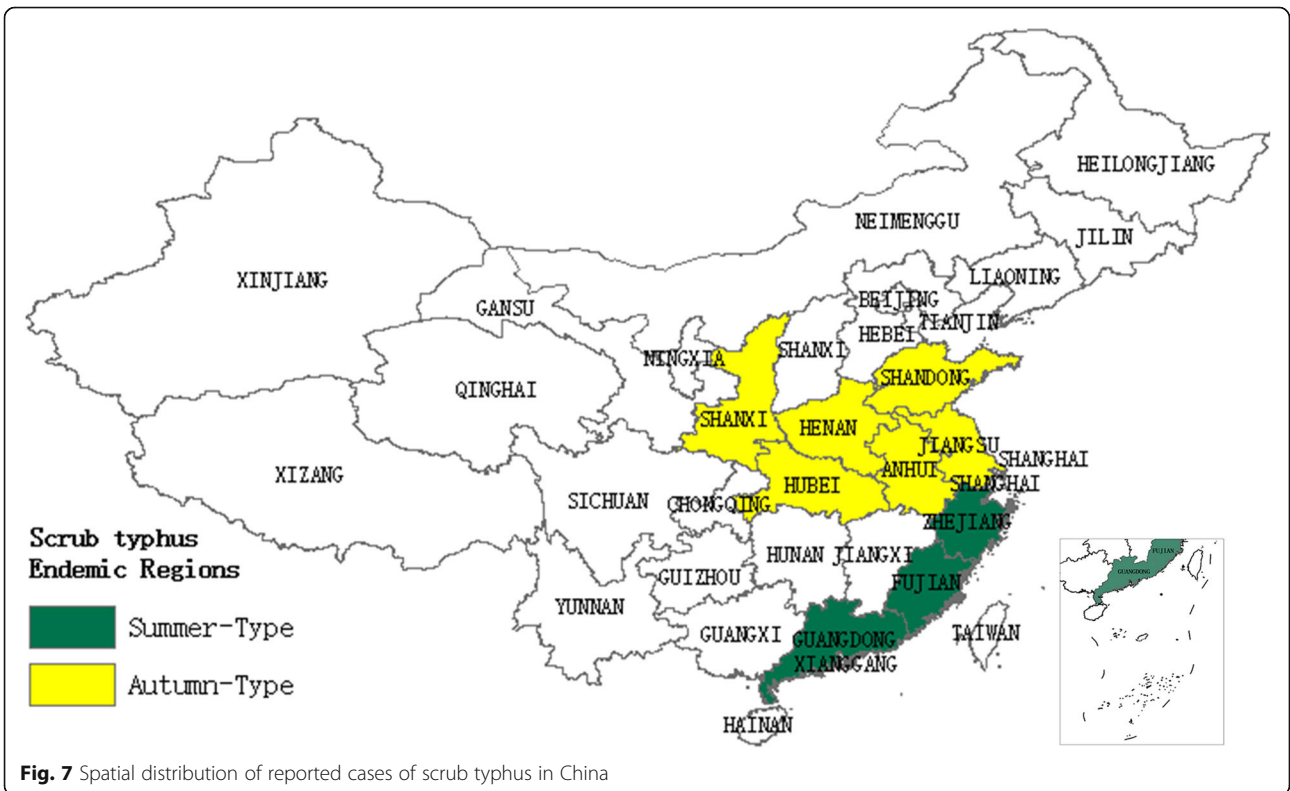 HEILONGJIANG
NEIMENGGU
JILIN
LIAONING
XINJIANG
BEIJING
GANSU
TIANJIN
HEBEI
SHANXI
NINGXIA
SHANDONG
QINGHAI
SHANXI
HENAN
JIANGSU
SHANGHAI
ANHUI
XIZANG
HUBEI
SHANGHAI
SICHUAN
CHONGQING
ZHEJIANG
HUNAN
JIANGXI
GUIZHOU
FUJIAN
YUNNAN
GUANGXI
GUANGDONG
TAIWAN
XIANGGANG
HAINAN
Scrub typhus
Endemic Regions
Summer-Type
Autumn-Type
FUJIAN
GUANGDONG
Fig. 7 Spatial distribution of reported cases of scrub typhus in China